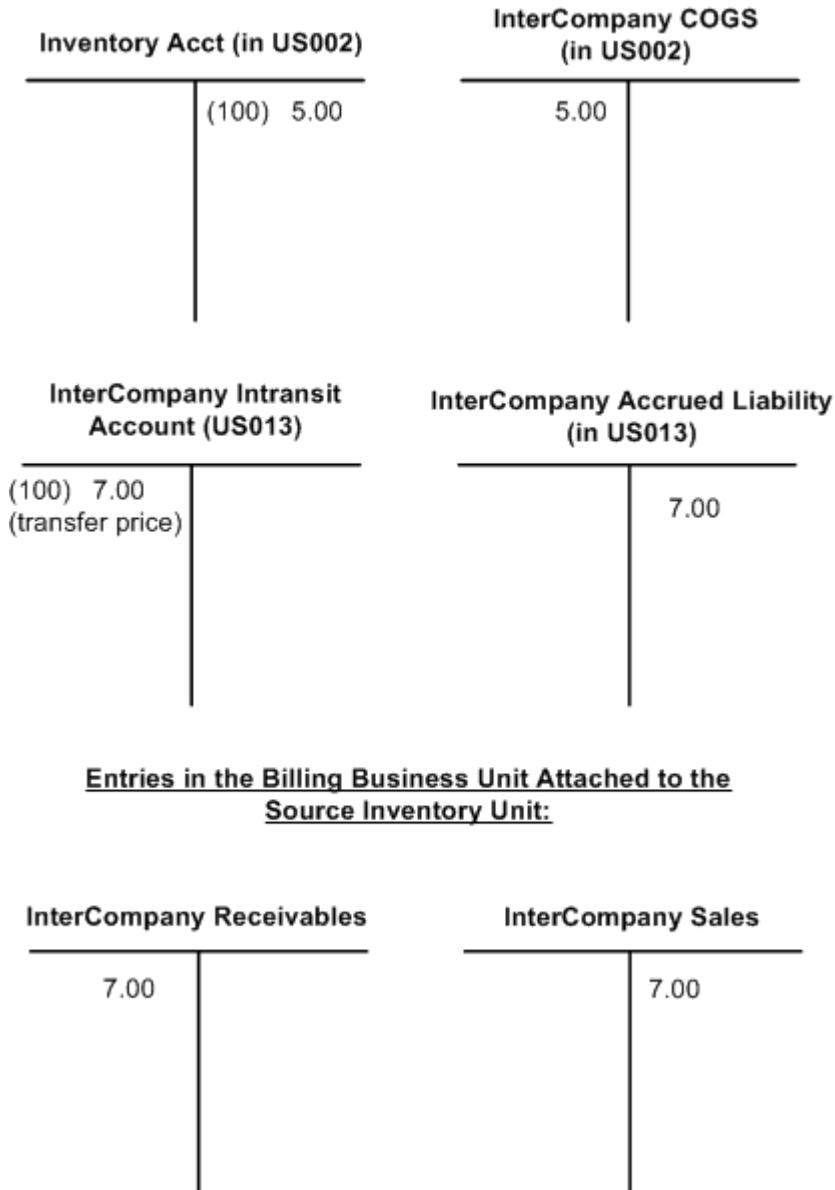 Inventory Acct (in US002)
InterCompany COGS
(in US002)
(100) 5.00
5.00
InterCompany Intransit
Account (US013)
InterCompany Accrued Liability
(in US013)
(100) 7.00
(transfer price)
7.00
Entries in the Billing Business Unit Attached to the
Source Inventory Unit:
InterCompany Receivables
InterCompany Sales
7.00
7.00